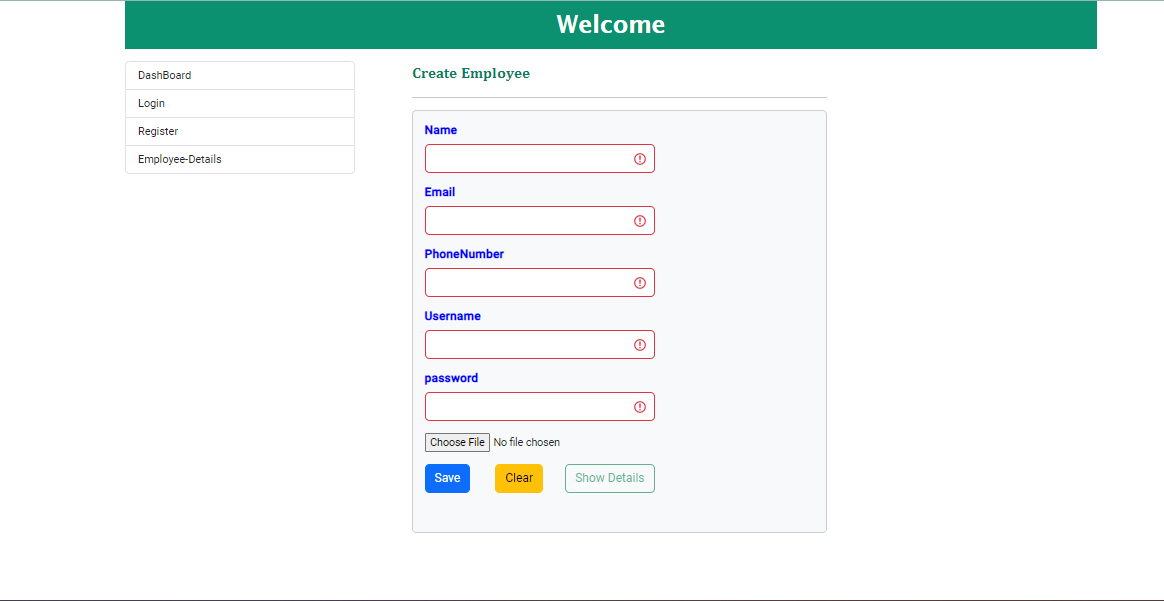 Welcome
DashBoard
Login
Register
Employee-Details
Create Employee
Name
Email
PhoneNumber
Username
password
Choose File No file chosen
Save Clear Show Details